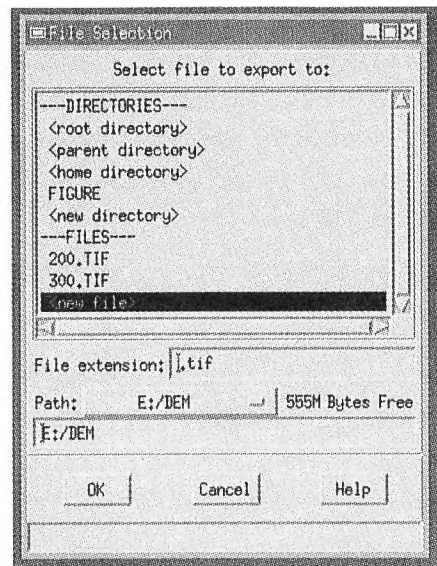 File Selection
Select file to export to:
---DIRECTORIES---
<root directory>
<parent directory>
<home directory>
FIGURE
<new directory>
---FILES---
200.TIF
300.TIF
<new file>
File extension: .tif
Path: E:/DEM 555M Bytes Free
E:/DEM
OK Cancel Help